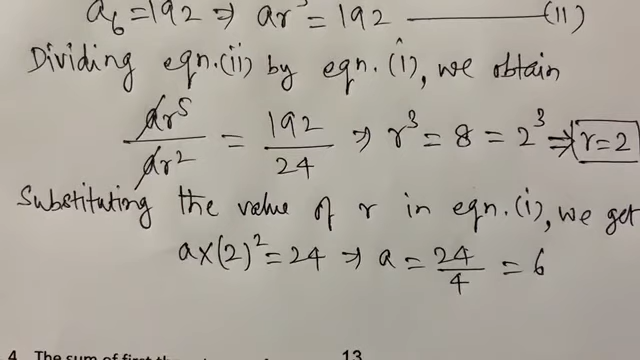 a₆ = 192 ⇒ ar⁵ = 192 ———— (ii)
Dividing eqn.(ii) by eqn. (i), we obtain
ar⁵/ar² = 192/24 ⇒ r³ = 8 = 2³ ⇒ r=2
Substituting the value of r in eqn.(i), we get
a×(2)² = 24 ⇒ a = 24/4 = 6
4 The sum of first th 13